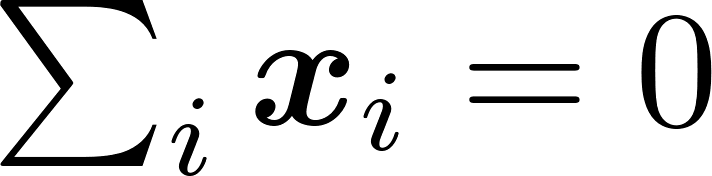 ∑ᵢ 𝒙ᵢ = 0